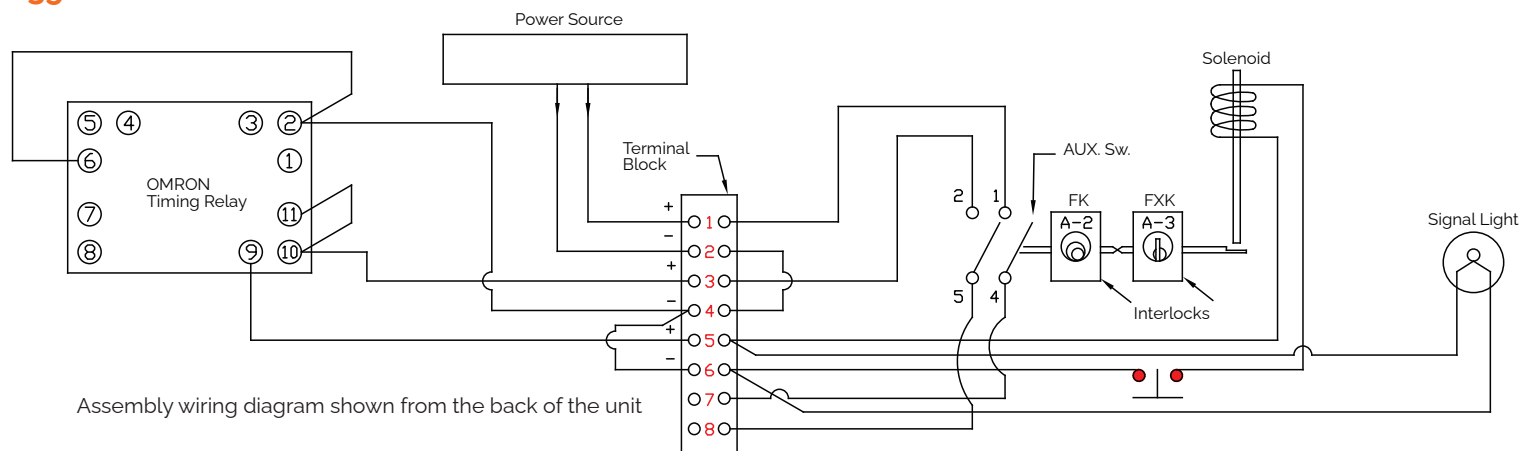 Power Source
Solenoid
5 4 3 2
6 1
OMRON
Timing Relay
7 11
8 9 10
Terminal
Block
AUX. Sw.
2 1
FK FXK
A-2 A-3
Signal Light
+ 1
− 2
+ 3
− 4
+ 5
− 6
7
8
5 4
Interlocks
Assembly wiring diagram shown from the back of the unit